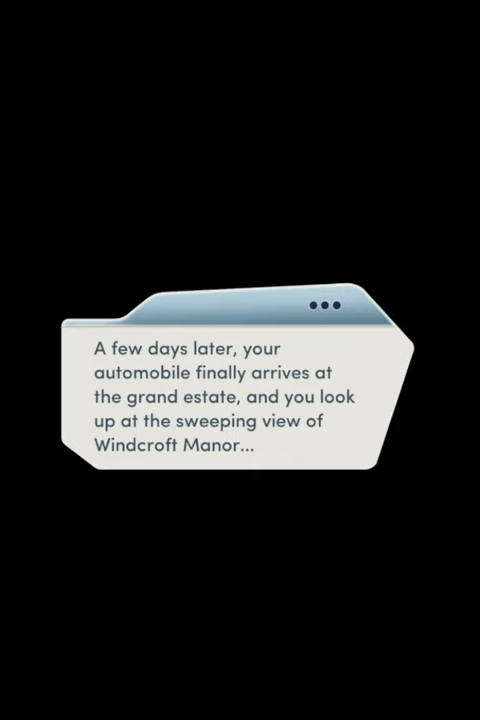 A few days later, your
automobile finally arrives at
the grand estate, and you look
up at the sweeping view of
Windcroft Manor...